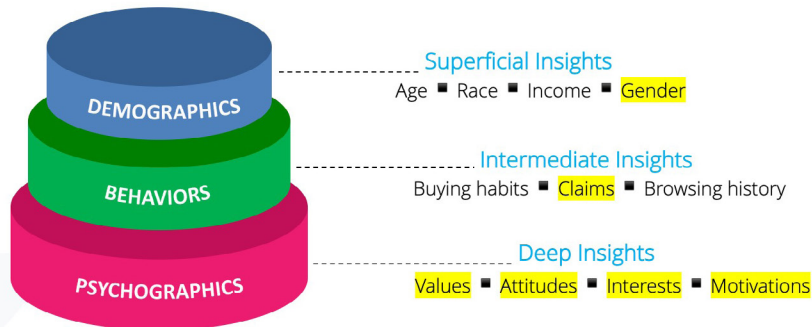 Superficial Insights
DEMOGRAPHICS
Age ▪ Race ▪ Income ▪ Gender
Intermediate Insights
BEHAVIORS
Buying habits ▪ Claims ▪ Browsing history
Deep Insights
PSYCHOGRAPHICS
Values ▪ Attitudes ▪ Interests ▪ Motivations